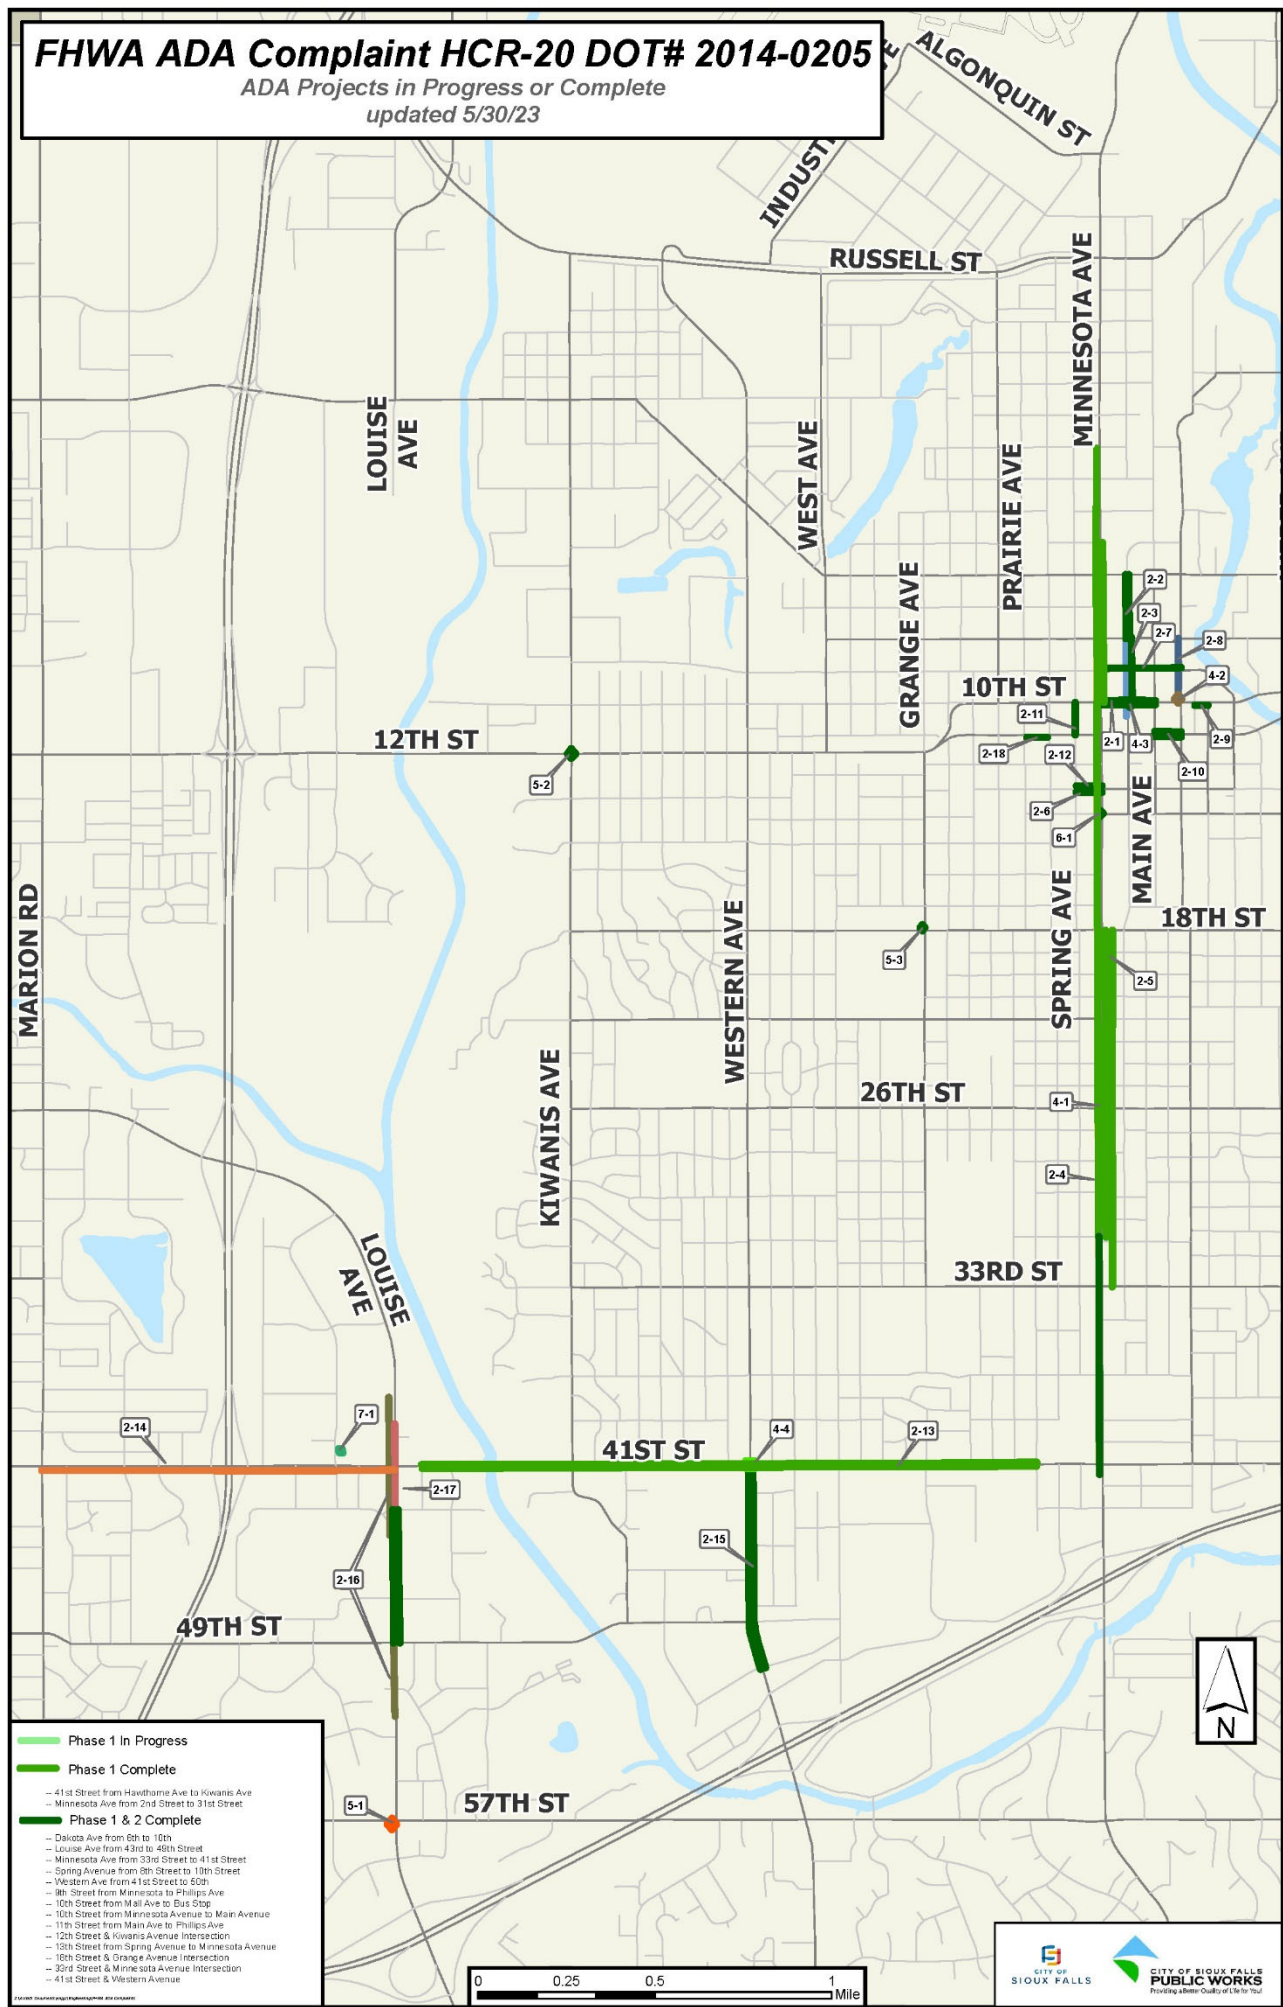 FHWA ADA Complaint HCR-20 DOT# 2014-0205
ADA Projects in Progress or Complete
updated 5/30/23
ALGONQUIN ST
RUSSELL ST
MINNESOTA AVE
LOUISE
AVE
WEST AVE
PRAIRIE AVE
GRANGE AVE
2-2
2-3
2-7
2-8
4-2
10TH ST
2-11
12TH ST
2-18
2-12
2-1
4-3
2-9
2-10
5-2
2-6
6-1
MAIN AVE
MARION RD
SPRING AVE
18TH ST
WESTERN AVE
5-3
2-5
KIWANIS AVE
26TH ST
4-1
2-4
LOUISE
AVE
33RD ST
7-1
2-14
41ST ST
4-4
2-13
2-17
2-15
2-16
49TH ST
N
5-1
57TH ST
Phase 1 In Progress
Phase 1 Complete
-- 41st Street from Hawthorne Ave to Kiwanis Ave
-- Minnesota Ave from 2nd Street to 31st Street
Phase 1 & 2 Complete
-- Dakota Ave from 6th to 10th
-- Louise Ave from 43rd to 49th Street
-- Minnesota Ave from 33rd Street to 41st Street
-- Spring Avenue from 8th Street to 10th Street
-- Western Ave from 41st Street to 50th
-- 9th Street from Minnesota to Phillips Ave
-- 10th Street from Mall Ave to Bus Stop
-- 10th Street from Minnesota Avenue to Main Avenue
-- 11th Street from Main Ave to Phillips Ave
-- 12th Street & Kiwanis Avenue Intersection
-- 13th Street from Spring Avenue to Minnesota Avenue
-- 18th Street & Grange Avenue Intersection
-- 33rd Street & Minnesota Avenue Intersection
-- 41st Street & Western Avenue
0 0.25 0.5 1
Mile
CITY OF
SIOUX FALLS
CITY OF SIOUX FALLS
PUBLIC WORKS
Providing a Better Quality of Life for You!